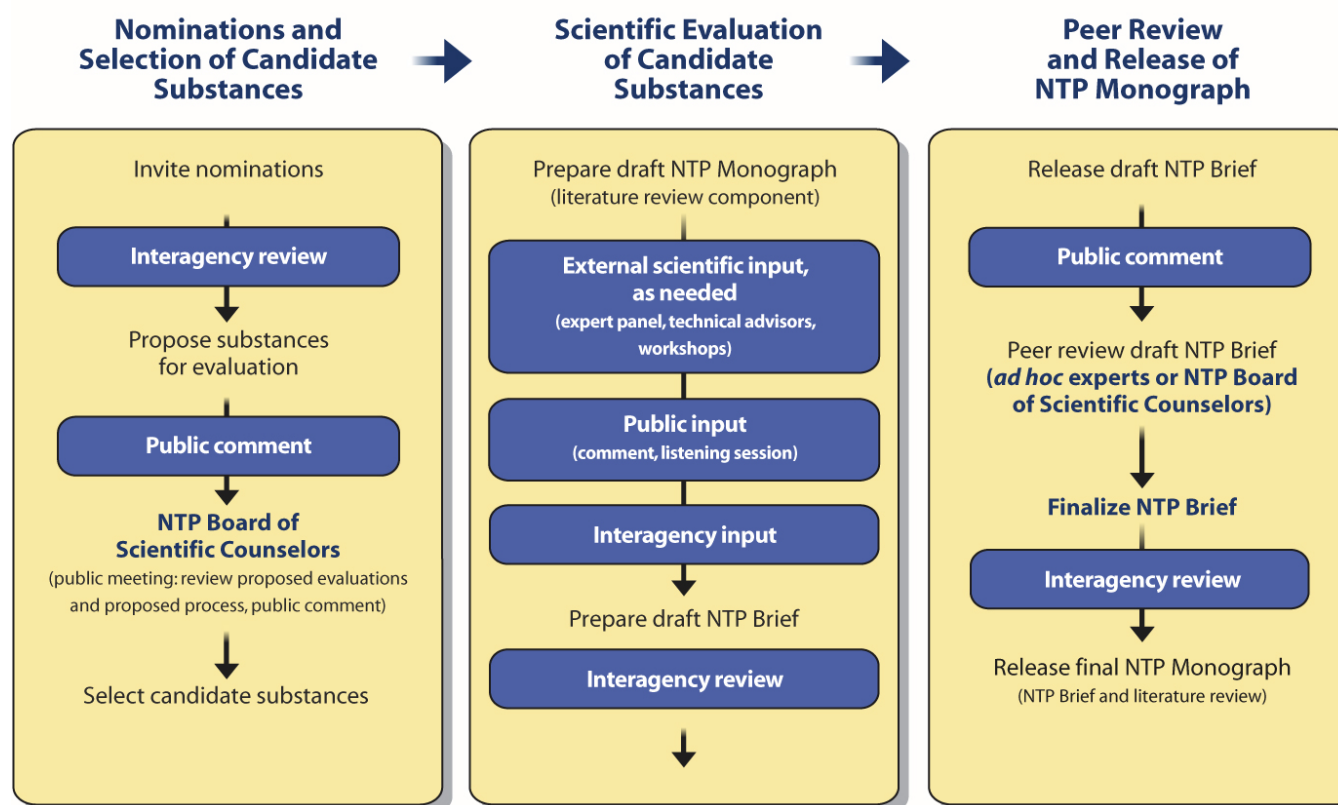 Nominations and
Selection of Candidate
Substances
Invite nominations
Interagency review
Propose substances
for evaluation
Public comment
NTP Board of
Scientific Counselors
(public meeting: review proposed evaluations
and proposed process, public comment)
Select candidate substances
Scientific Evaluation
of Candidate
Substances
Prepare draft NTP Monograph
(literature review component)
External scientific input,
as needed
(expert panel, technical advisors,
workshops)
Public input
(comment, listening session)
Interagency input
Prepare draft NTP Brief
Interagency review
Peer Review
and Release of
NTP Monograph
Release draft NTP Brief
Public comment
Peer review draft NTP Brief
(ad hoc experts or NTP Board
of Scientific Counselors)
Finalize NTP Brief
Interagency review
Release final NTP Monograph
(NTP Brief and literature review)